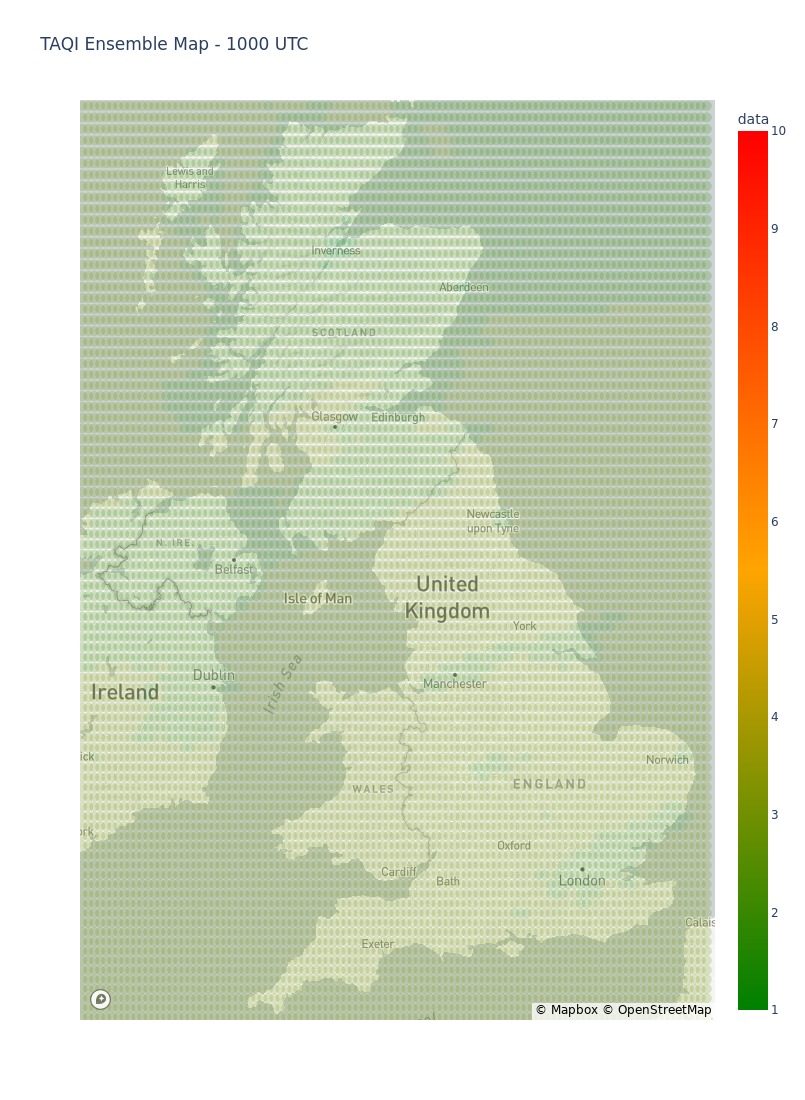 TAQI Ensemble Map - 1000 UTC
data
10
9
8
7
6
5
4
3
2
1
Lewis and
Harris
Inverness
Aberdeen
SCOTLAND
Glasgow
Edinburgh
Newcastle
upon Tyne
N. IRE.
Belfast
Isle of Man
United
Kingdom
York
Dublin
Manchester
Ireland
Irish Sea
ick
Norwich
WALES
ENGLAND
ork
Oxford
Cardiff
Bath
London
Calais
Exeter
© Mapbox © OpenStreetMap